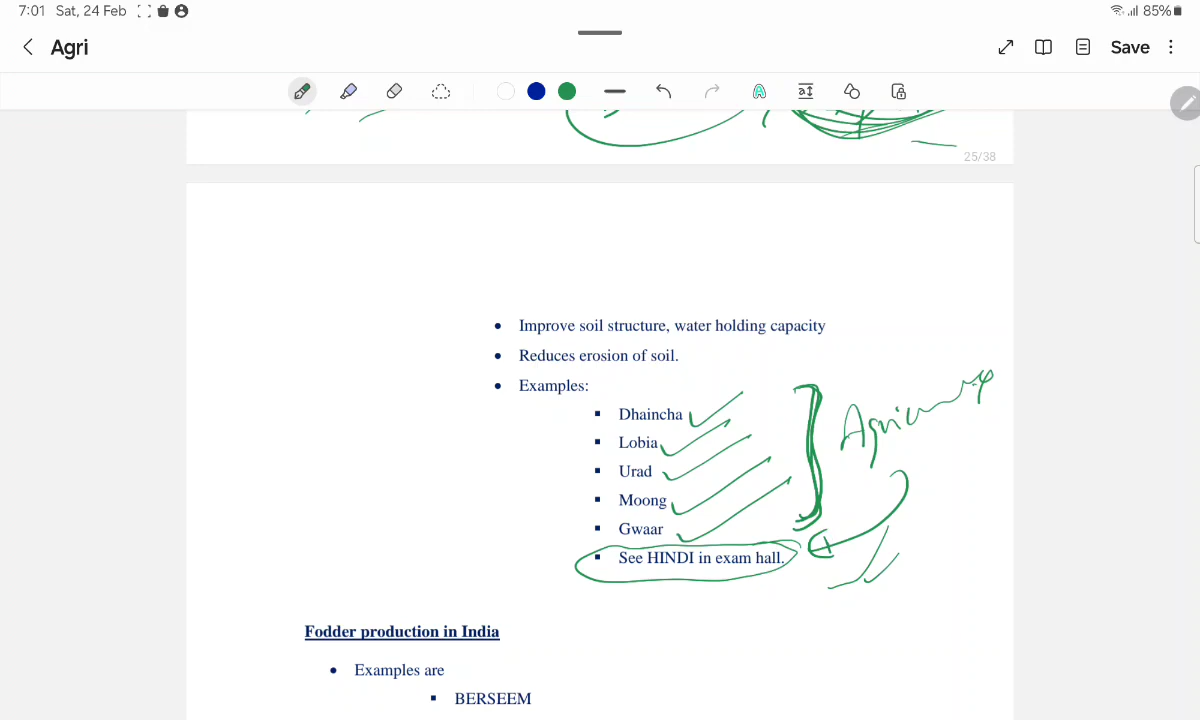 7:01 Sat, 24 Feb 85%
Agri Save
25/38
• Improve soil structure, water holding capacity
• Reduces erosion of soil.
• Examples:
▪ Dhaincha
▪ Lobia
▪ Urad
▪ Moong
▪ Gwaar
▪ See HINDI in exam hall.
Fodder production in India
• Examples are
▪ BERSEEM